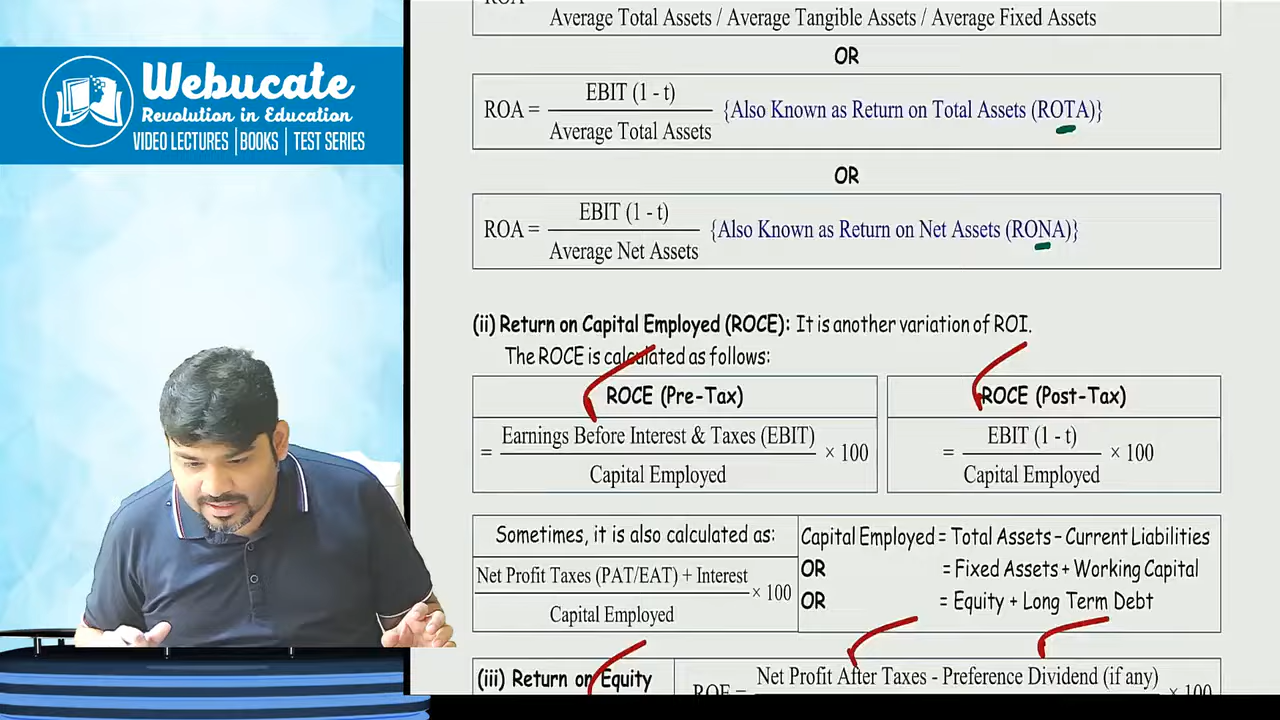 Webucate
Revolution in Education
VIDEO LECTURES | BOOKS | TEST SERIES
Average Total Assets / Average Tangible Assets / Average Fixed Assets
OR
ROA = EBIT (1 - t) / Average Total Assets {Also Known as Return on Total Assets (ROTA)}
OR
ROA = EBIT (1 - t) / Average Net Assets {Also Known as Return on Net Assets (RONA)}
(ii) Return on Capital Employed (ROCE): It is another variation of ROI.
The ROCE is calculated as follows:
ROCE (Pre-Tax)
= Earnings Before Interest & Taxes (EBIT) / Capital Employed × 100
ROCE (Post-Tax)
= EBIT (1 - t) / Capital Employed × 100
Sometimes, it is also calculated as:
Net Profit Taxes (PAT/EAT) + Interest / Capital Employed × 100
Capital Employed = Total Assets – Current Liabilities
OR = Fixed Assets + Working Capital
OR = Equity + Long Term Debt
(iii) Return on Equity
ROE = Net Profit After Taxes - Preference Dividend (if any) × 100